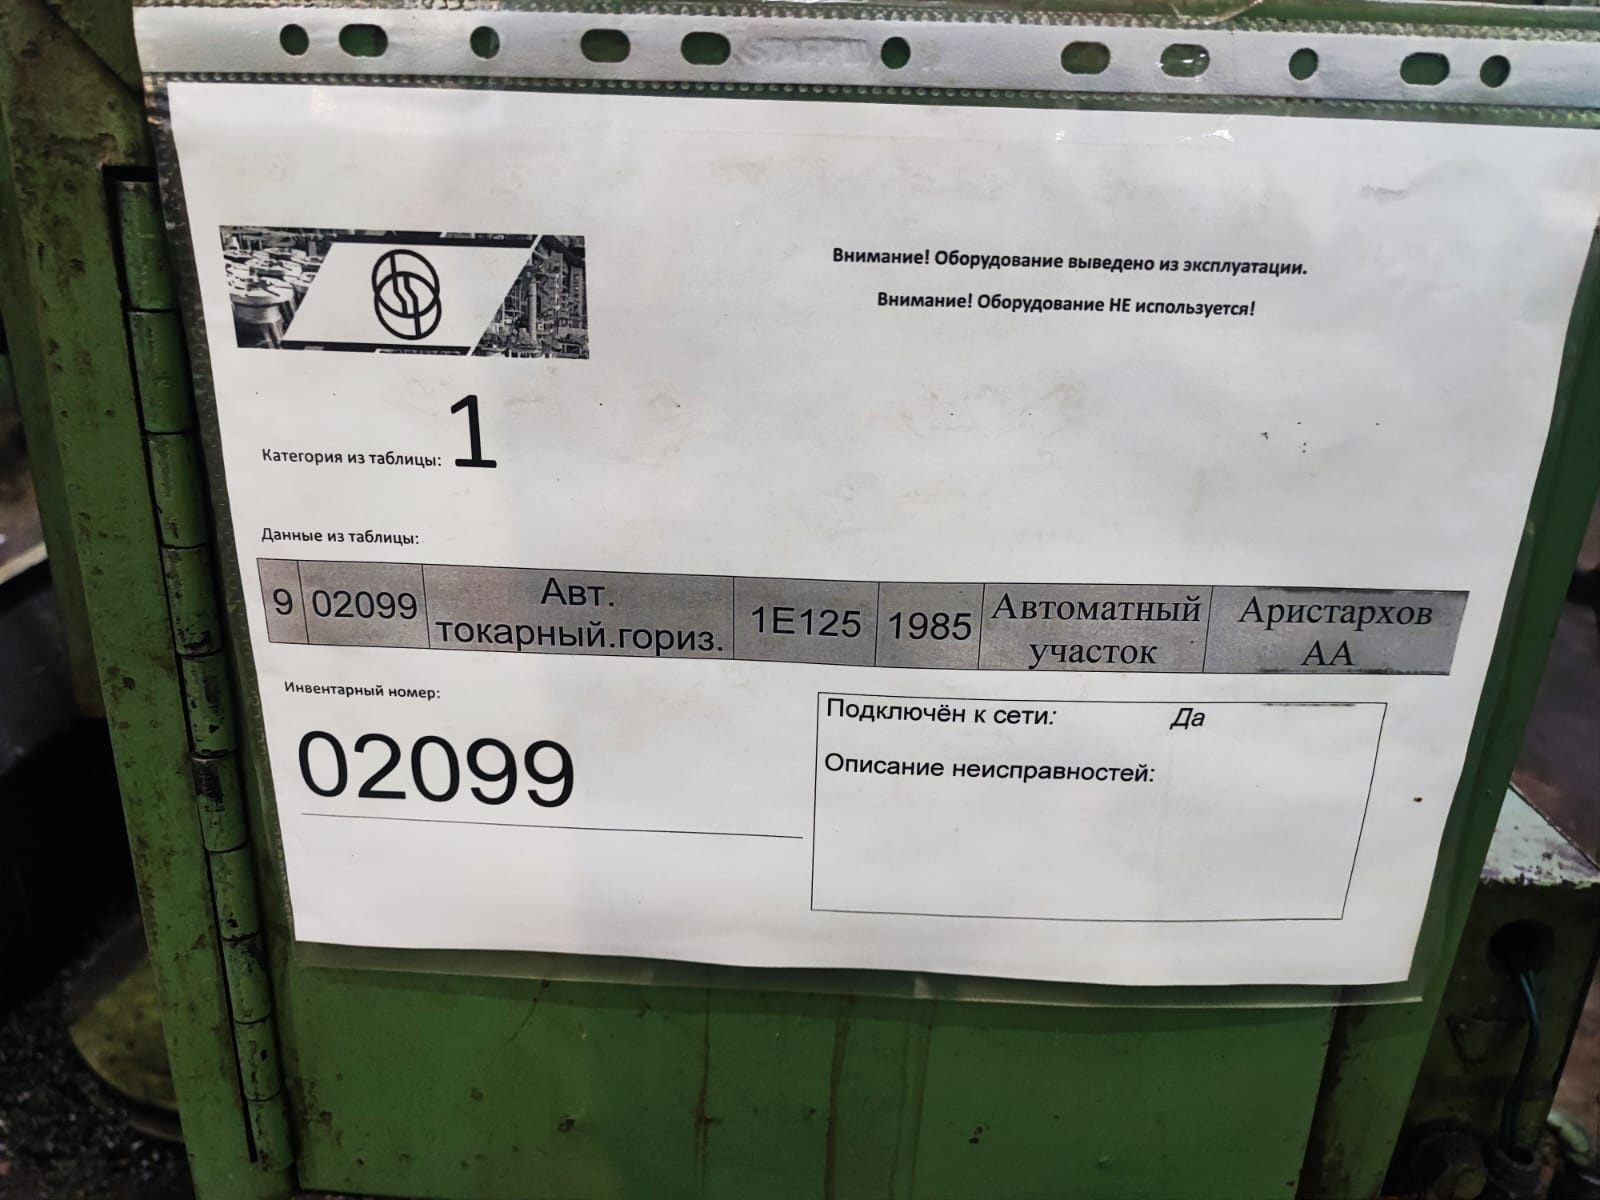 Внимание! Оборудование выведено из эксплуатации.
Внимание! Оборудование НЕ используется!
Категория из таблицы: 1
Данные из таблицы:
9 02099 Авт. токарный.гориз. 1Е125 1985 Автоматный участок Аристархов АА
Инвентарный номер:
02099
Подключён к сети: Да
Описание неисправностей: